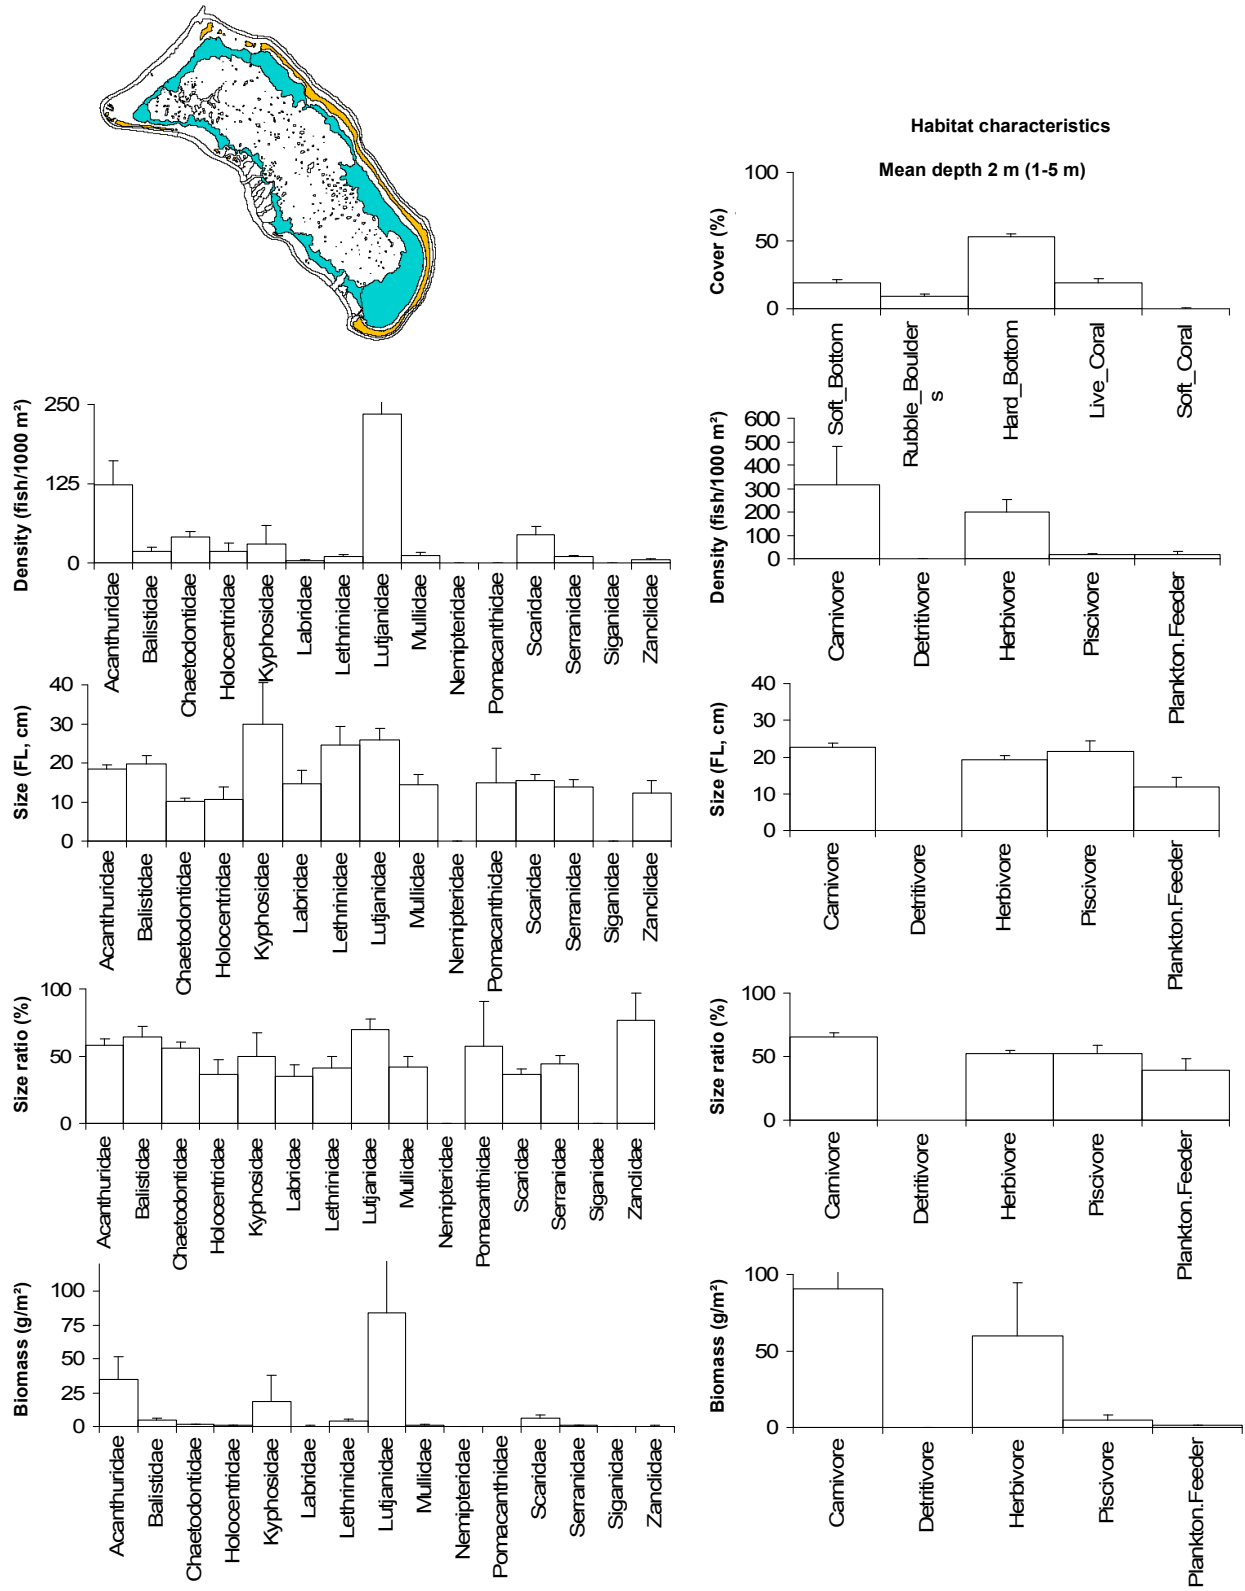 Habitat characteristics
Mean depth 2 m (1-5 m)
Cover (%)
100
50
0
Soft_Bottom
Rubble_Boulder
s
Hard_Bottom
Live_Coral
Soft_Coral
Density (fish/1000 m²)
250
125
0
Acanthuridae
Balistidae
Chaetodontidae
Holocentridae
Kyphosidae
Labridae
Lethrinidae
Lutjanidae
Mullidae
Nemipteridae
Pomacanthidae
Scaridae
Serranidae
Siganidae
Zanclidae
Density (fish/1000 m²)
600
500
400
300
200
100
0
Carnivore
Detritivore
Herbivore
Piscivore
Plankton.Feeder
Size (FL, cm)
40
30
20
10
0
Acanthuridae
Balistidae
Chaetodontidae
Holocentridae
Kyphosidae
Labridae
Lethrinidae
Lutjanidae
Mullidae
Nemipteridae
Pomacanthidae
Scaridae
Serranidae
Siganidae
Zanclidae
Size (FL, cm)
40
30
20
10
0
Carnivore
Detritivore
Herbivore
Piscivore
Plankton.Feeder
Size ratio (%)
100
50
0
Acanthuridae
Balistidae
Chaetodontidae
Holocentridae
Kyphosidae
Labridae
Lethrinidae
Lutjanidae
Mullidae
Nemipteridae
Pomacanthidae
Scaridae
Serranidae
Siganidae
Zanclidae
Size ratio (%)
100
50
0
Carnivore
Detritivore
Herbivore
Piscivore
Plankton.Feeder
Biomass (g/m²)
100
75
50
25
0
Acanthuridae
Balistidae
Chaetodontidae
Holocentridae
Kyphosidae
Labridae
Lethrinidae
Lutjanidae
Mullidae
Nemipteridae
Pomacanthidae
Scaridae
Serranidae
Siganidae
Zanclidae
Biomass (g/m²)
100
50
0
Carnivore
Detritivore
Herbivore
Piscivore
Plankton.Feeder